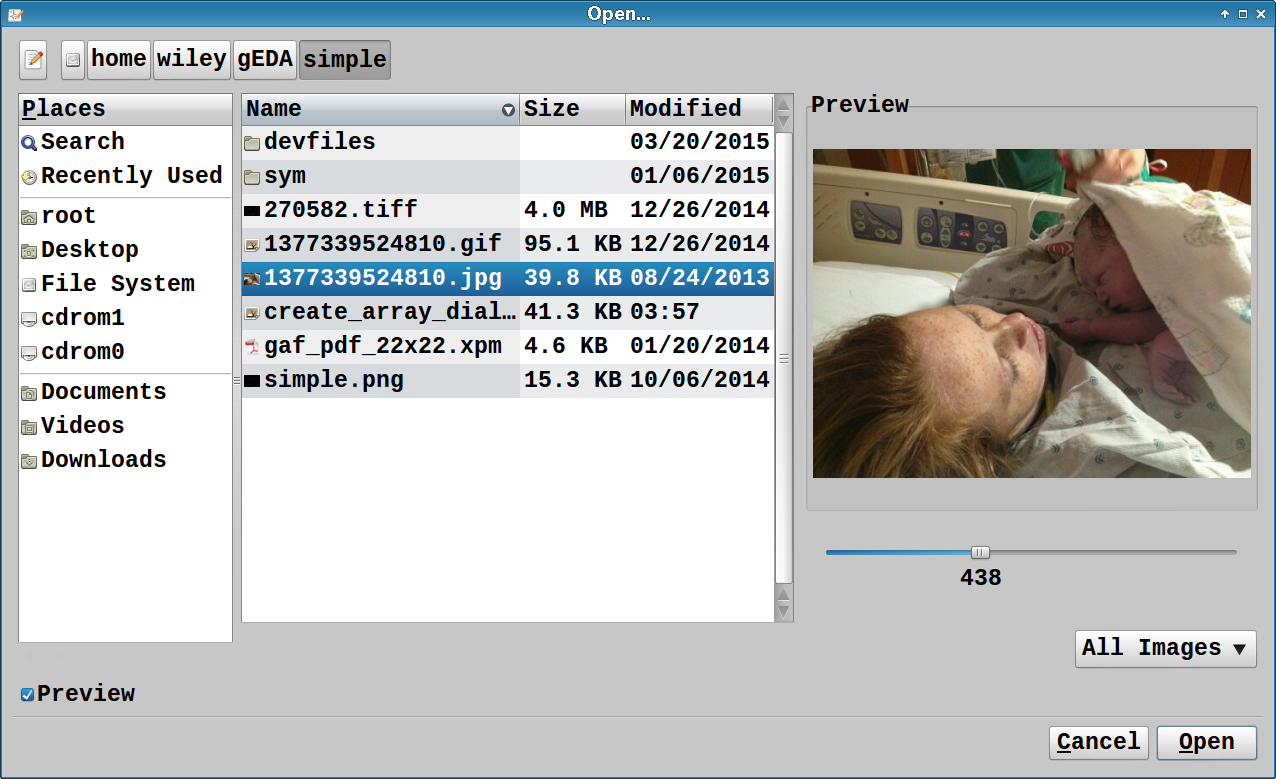 Open...
home wiley gEDA simple
Places
Search
Recently Used
root
Desktop
File System
cdrom1
cdrom0
Documents
Videos
Downloads
Name Size Modified
devfiles 03/20/2015
sym 01/06/2015
270582.tiff 4.0 MB 12/26/2014
1377339524810.gif 95.1 KB 12/26/2014
1377339524810.jpg 39.8 KB 08/24/2013
create_array_dial… 41.3 KB 03:57
gaf_pdf_22x22.xpm 4.6 KB 01/20/2014
simple.png 15.3 KB 10/06/2014
Preview
438
All Images
Preview
Cancel Open